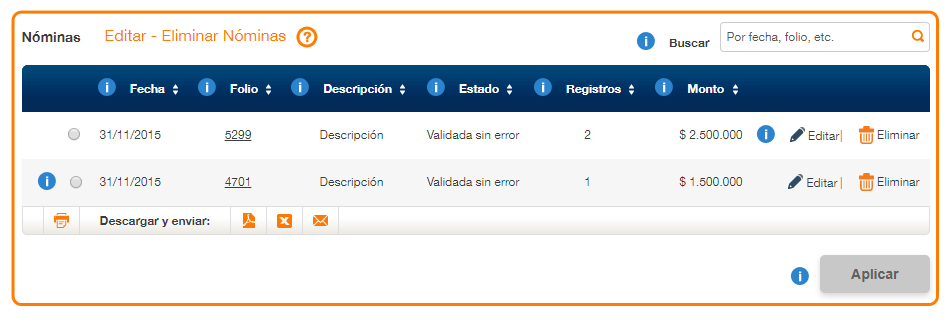 Nóminas Editar - Eliminar Nóminas ?
i Buscar Por fecha, folio, etc.
i Fecha i Folio i Descripción i Estado i Registros i Monto
31/11/2015 5299 Descripción Validada sin error 2 $ 2.500.000 i Editar| Eliminar
i 31/11/2015 4701 Descripción Validada sin error 1 $ 1.500.000 Editar| Eliminar
Descargar y enviar:
i Aplicar